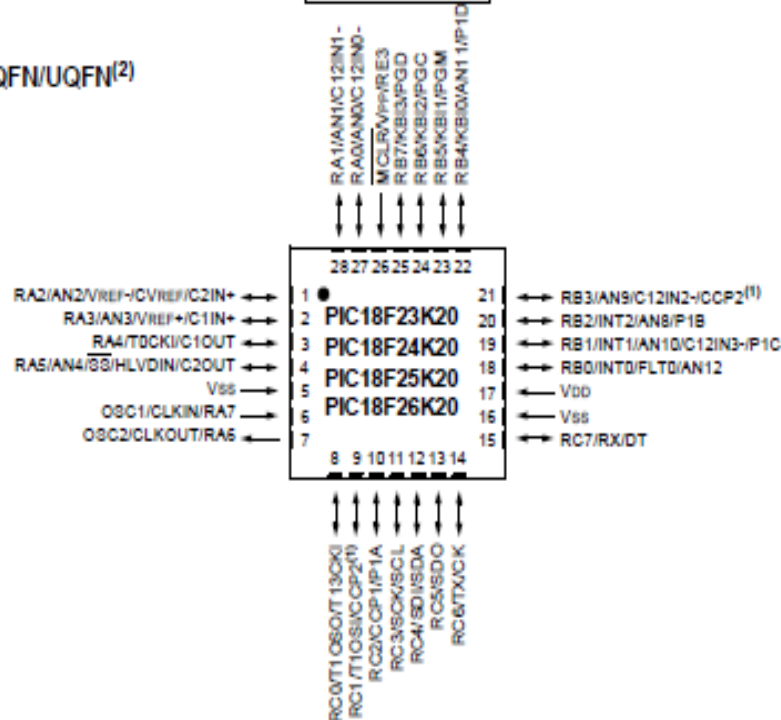 QFN/UQFN(2)
RA1/AN1/C12IN1-
RA0/AN0/C12IN0-
MCLR/VPP/RE3
RB7/KBI3/PGD
RB6/KBI2/PGC
RB5/KBI1/PGM
RB4/KBI0/AN11/P1D
28 27 26 25 24 23 22
RA2/AN2/VREF-/CVREF/C2IN+ 1
RA3/AN3/VREF+/C1IN+ 2
RA4/T0CKI/C1OUT 3
RA5/AN4/SS/HLVDIN/C2OUT 4
VSS 5
OSC1/CLKIN/RA7 6
OSC2/CLKOUT/RA6 7
PIC18F23K20
PIC18F24K20
PIC18F25K20
PIC18F26K20
21 RB3/AN9/C12IN2-/CCP2(1)
20 RB2/INT2/AN8/P1B
19 RB1/INT1/AN10/C12IN3-/P1C
18 RB0/INT0/FLT0/AN12
17 VDD
16 VSS
15 RC7/RX/DT
8 9 10 11 12 13 14
RC0/T1OSO/T13CKI
RC1/T1OSI/CCP2(1)
RC2/CCP1/P1A
RC3/SCK/SCL
RC4/SDI/SDA
RC5/SDO
RC6/TX/CK